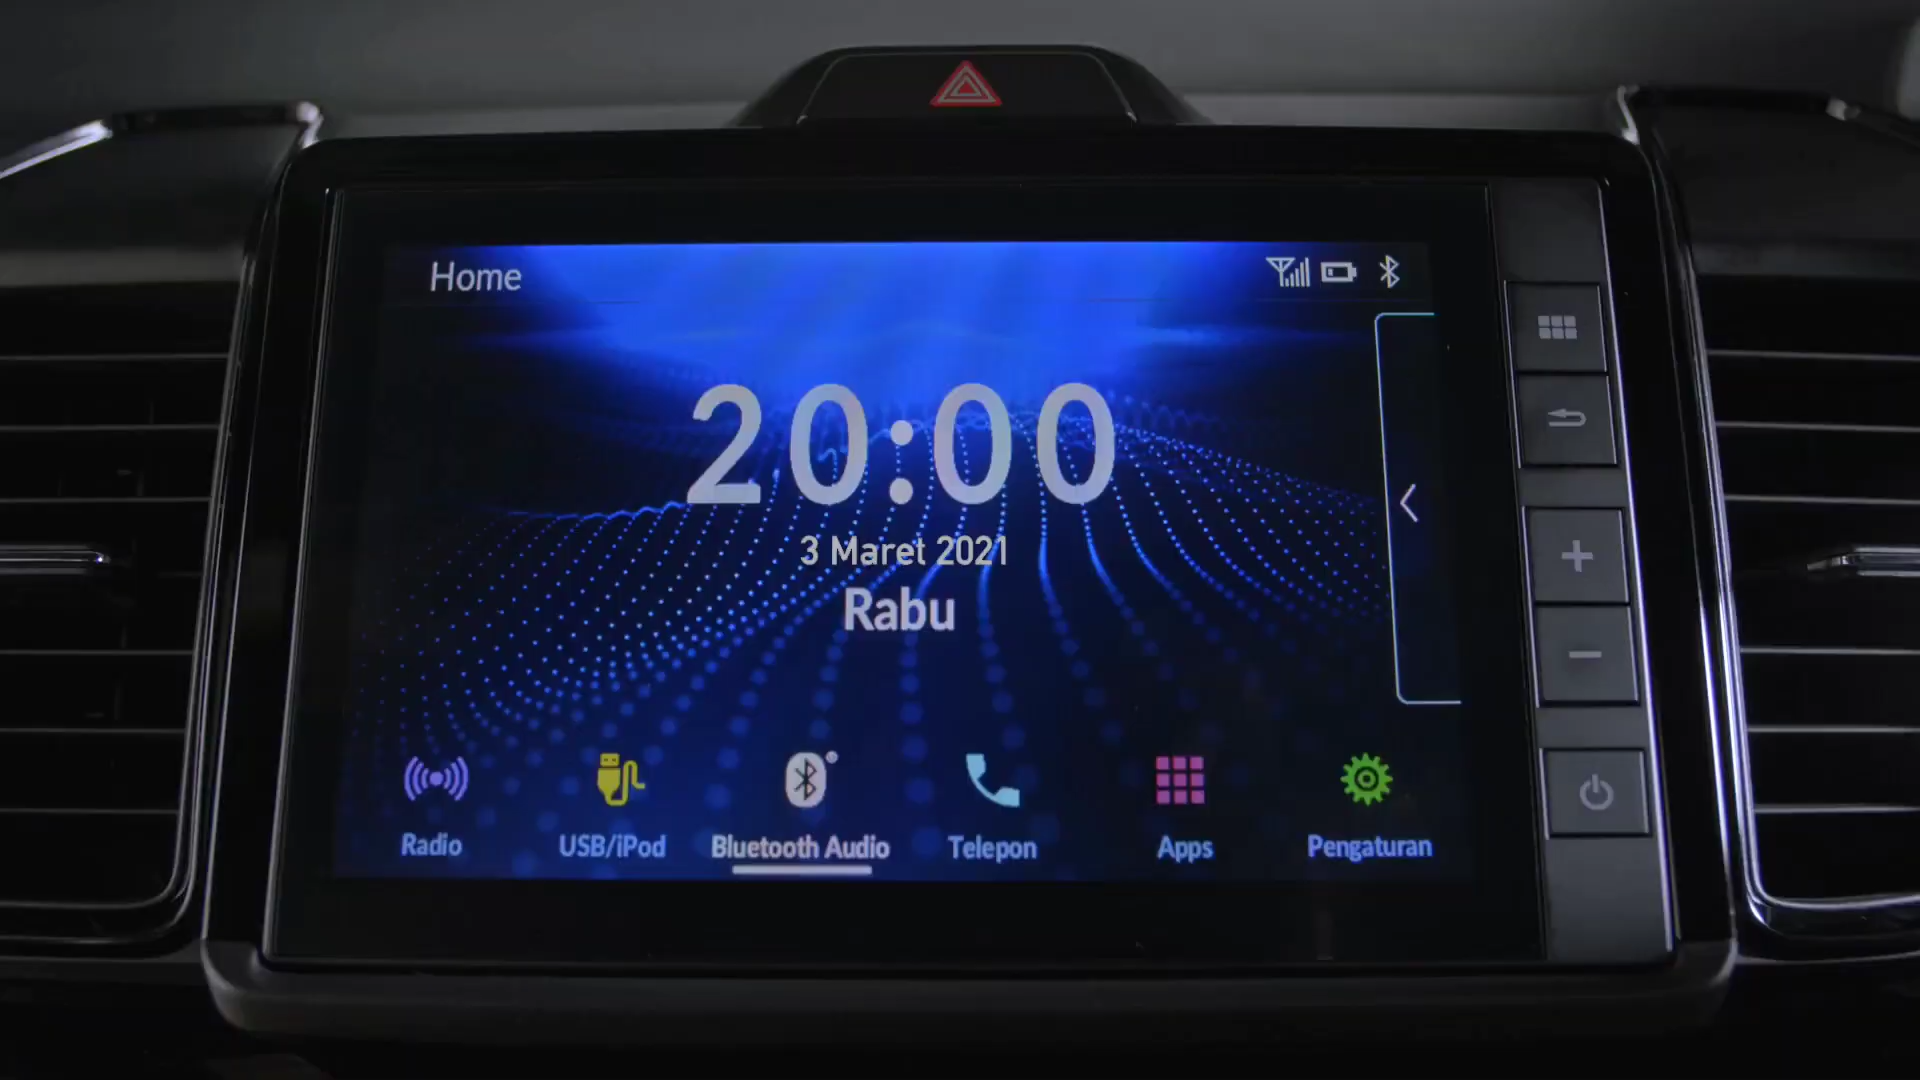 Home
20:00
3 Maret 2021
Rabu
Radio
USB/iPod
Bluetooth Audio
Telepon
Apps
Pengaturan